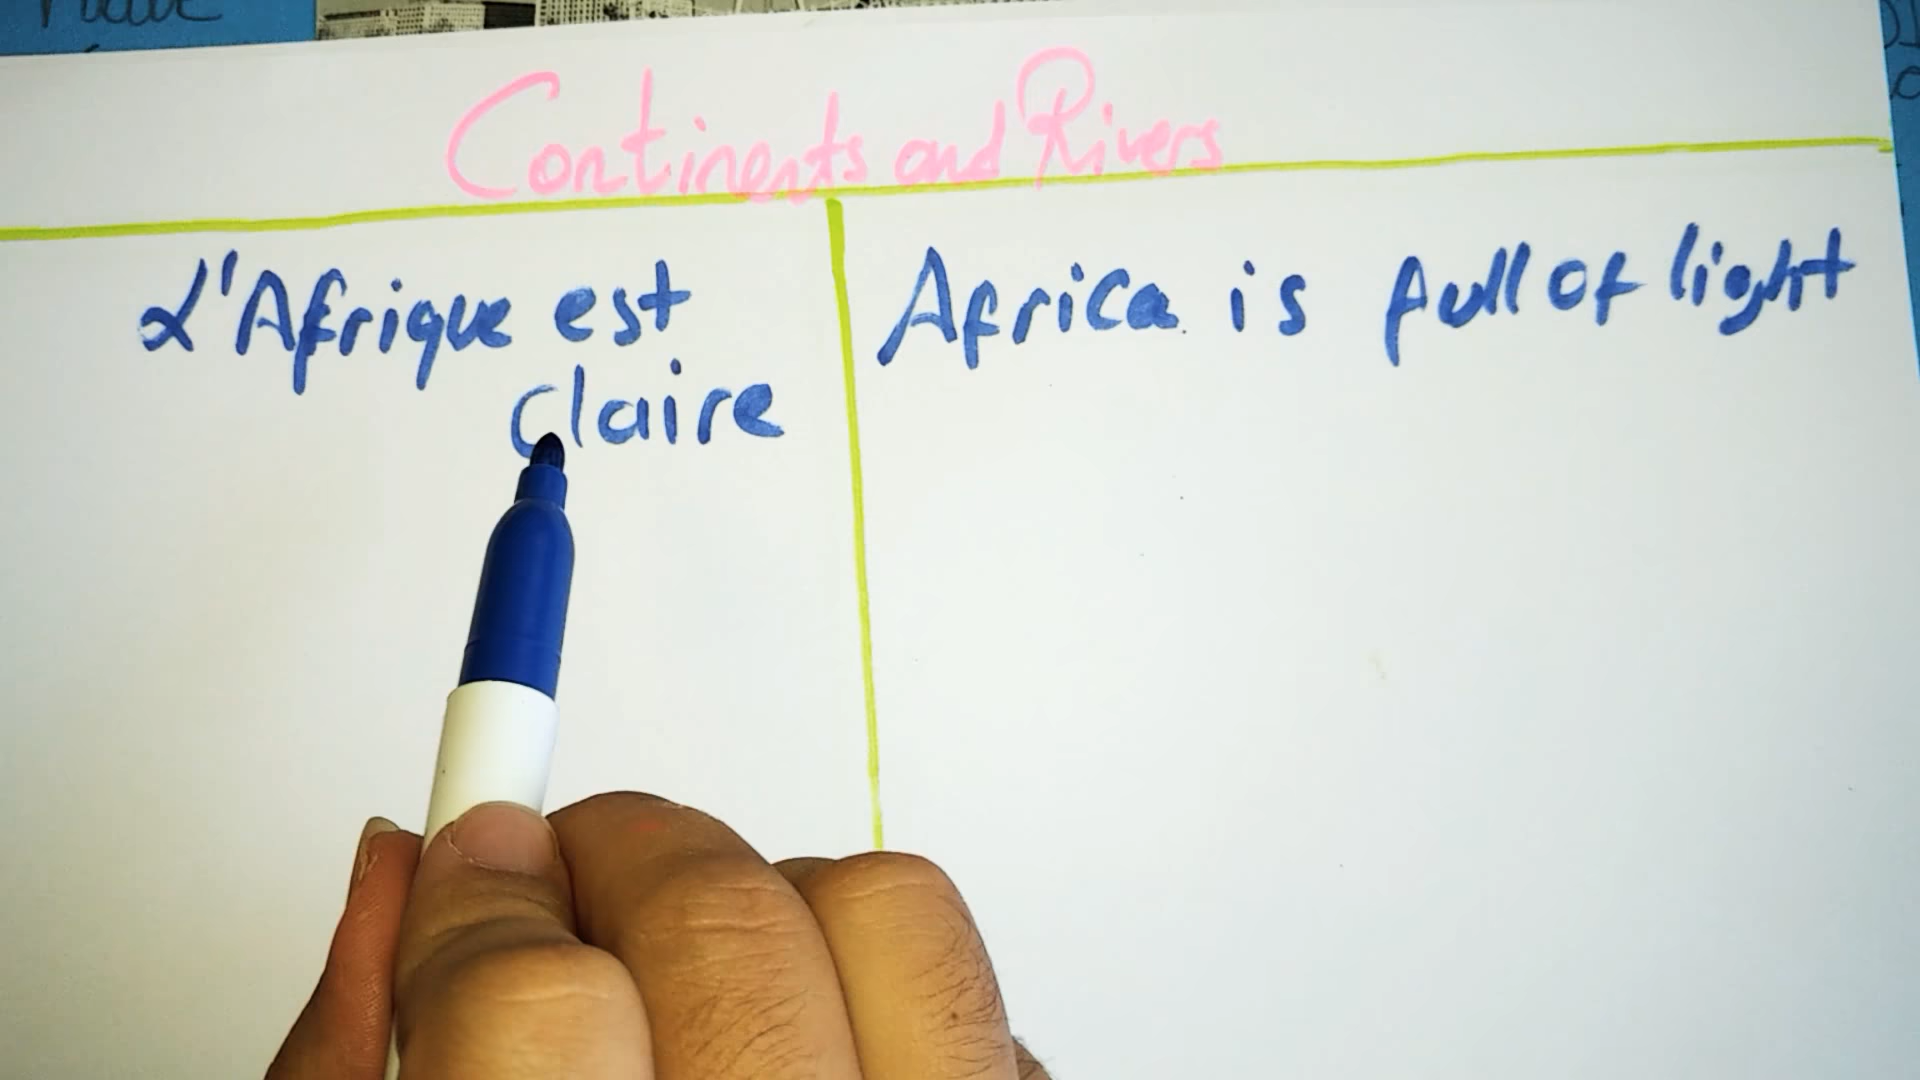 Continents and Rivers
L'Afrique est
claire
Africa is full of light